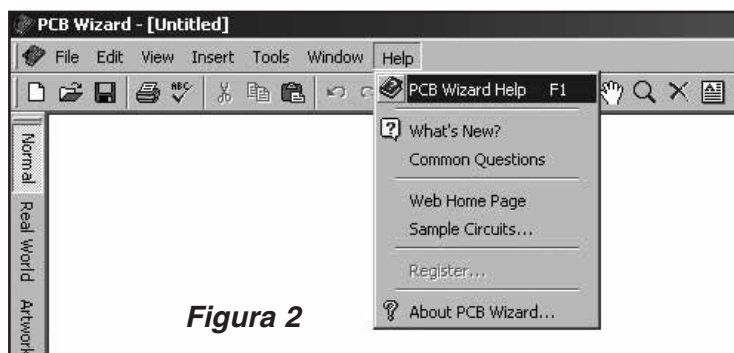 PCB Wizard - [Untitled]
File Edit View Insert Tools Window Help
ABC
PCB Wizard Help F1
What's New?
Common Questions
Web Home Page
Sample Circuits...
Register...
About PCB Wizard...
Normal
Real World
Artwork
Figura 2